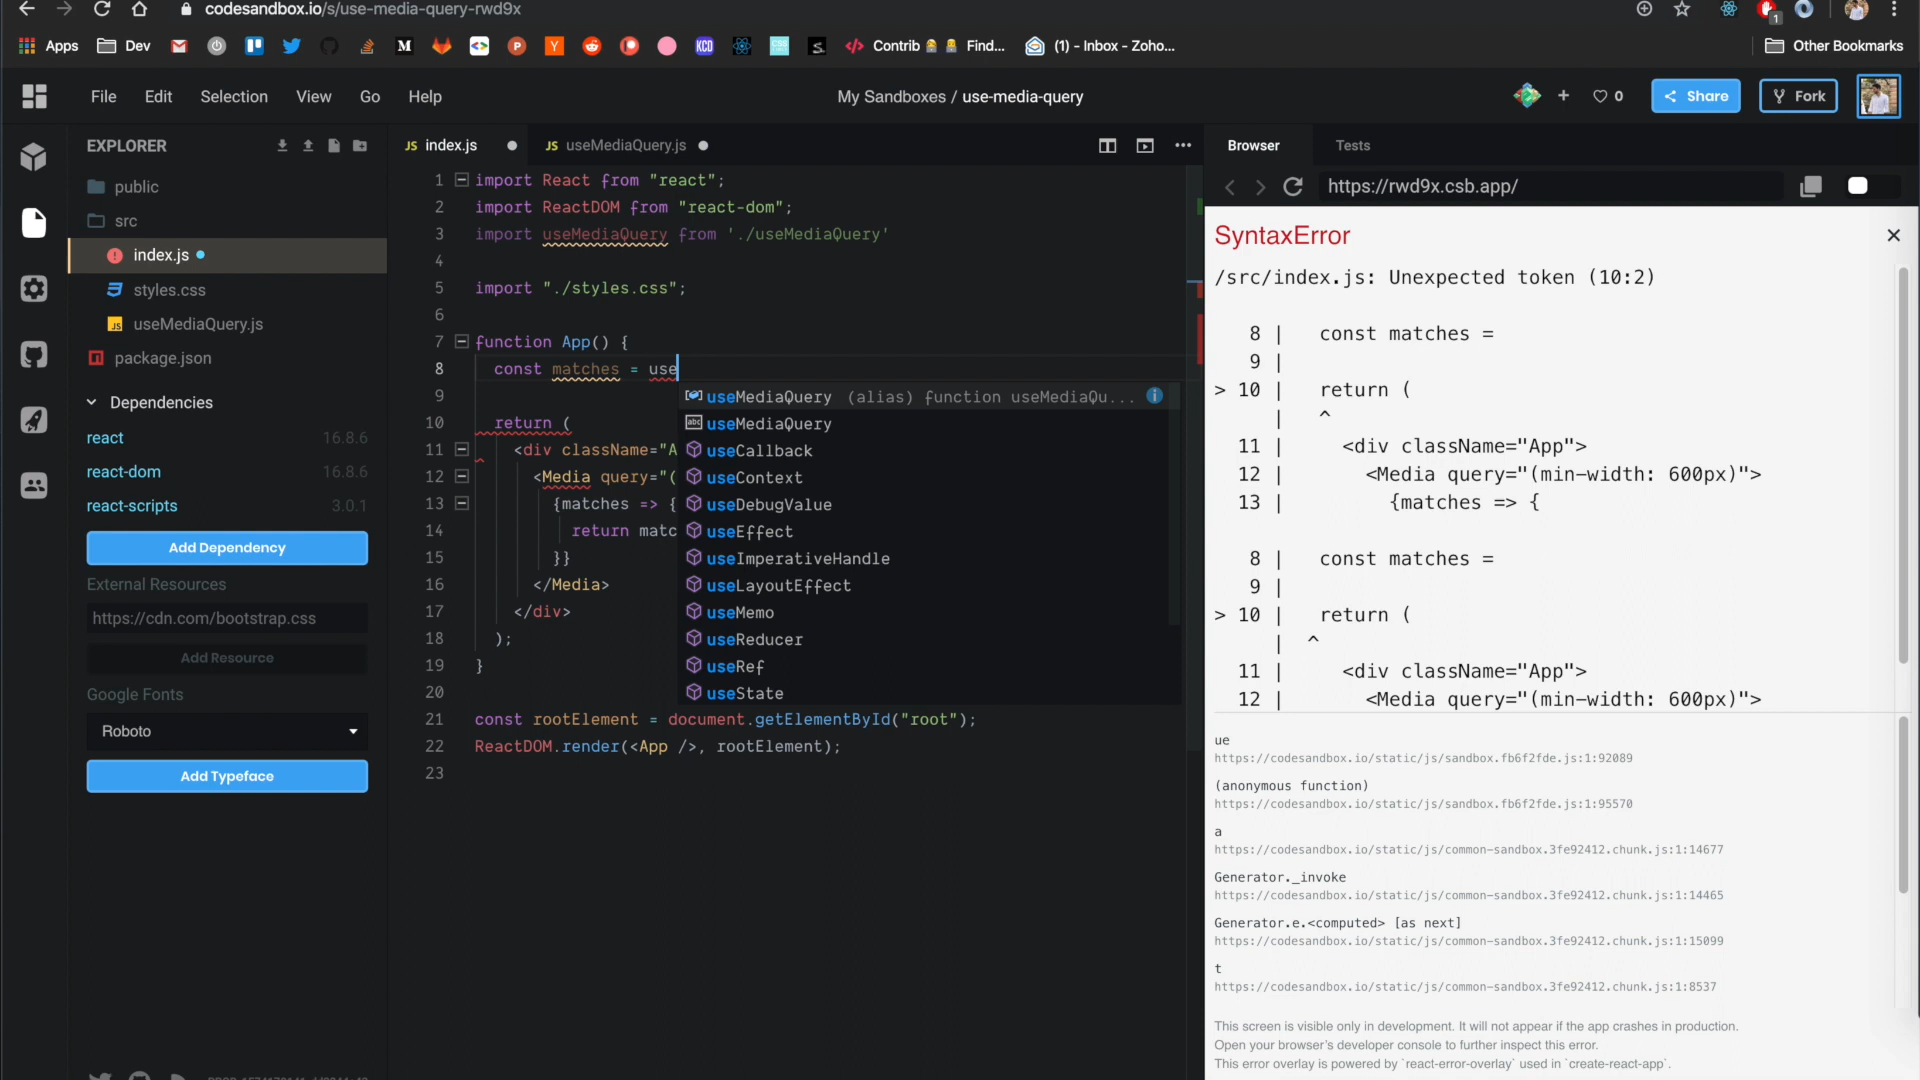 codesandbox.io/s/use-media-query-rwd9x
1
Apps
Dev
M
P
Y
KCD
CSS
Contrib
Find...
(1) - Inbox - Zoho...
Other Bookmarks
File Edit Selection View Go Help
My Sandboxes / use-media-query
+
0
Share
Fork
EXPLORER
public
src
index.js
styles.css
useMediaQuery.js
package.json
Dependencies
react 16.8.6
react-dom 16.8.6
react-scripts 3.0.1
Add Dependency
External Resources
https://cdn.com/bootstrap.css
Add Resource
Google Fonts
Roboto
Add Typeface
JS index.js
JS useMediaQuery.js
1 import React from "react";
2 import ReactDOM from "react-dom";
3 import useMediaQuery from './useMediaQuery'
4
5 import "./styles.css";
6
7 function App() {
8 const matches = use
9
10 return (
11 <div className="A
12 <Media query="(
13 {matches => {
14 return matc
15 }}
16 </Media>
17 </div>
18 );
19 }
20
21 const rootElement = document.getElementById("root");
22 ReactDOM.render(<App />, rootElement);
23
useMediaQuery (alias) function useMediaQu...
abc useMediaQuery
useCallback
useContext
useDebugValue
useEffect
useImperativeHandle
useLayoutEffect
useMemo
useReducer
useRef
useState
Browser Tests
https://rwd9x.csb.app/
SyntaxError
/src/index.js: Unexpected token (10:2)
8 | const matches =
9 |
> 10 | return (
| ^
11 | <div className="App">
12 | <Media query="(min-width: 600px)">
13 | {matches => {
8 | const matches =
9 |
> 10 | return (
| ^
11 | <div className="App">
12 | <Media query="(min-width: 600px)">
ue
https://codesandbox.io/static/js/sandbox.fb6f2fde.js:1:92089
(anonymous function)
https://codesandbox.io/static/js/sandbox.fb6f2fde.js:1:95570
a
https://codesandbox.io/static/js/common-sandbox.3fe92412.chunk.js:1:14677
Generator._invoke
https://codesandbox.io/static/js/common-sandbox.3fe92412.chunk.js:1:14465
Generator.e.<computed> [as next]
https://codesandbox.io/static/js/common-sandbox.3fe92412.chunk.js:1:15099
t
https://codesandbox.io/static/js/common-sandbox.3fe92412.chunk.js:1:8537
This screen is visible only in development. It will not appear if the app crashes in production.
Open your browser's developer console to further inspect this error.
This error overlay is powered by `react-error-overlay` used in `create-react-app`.